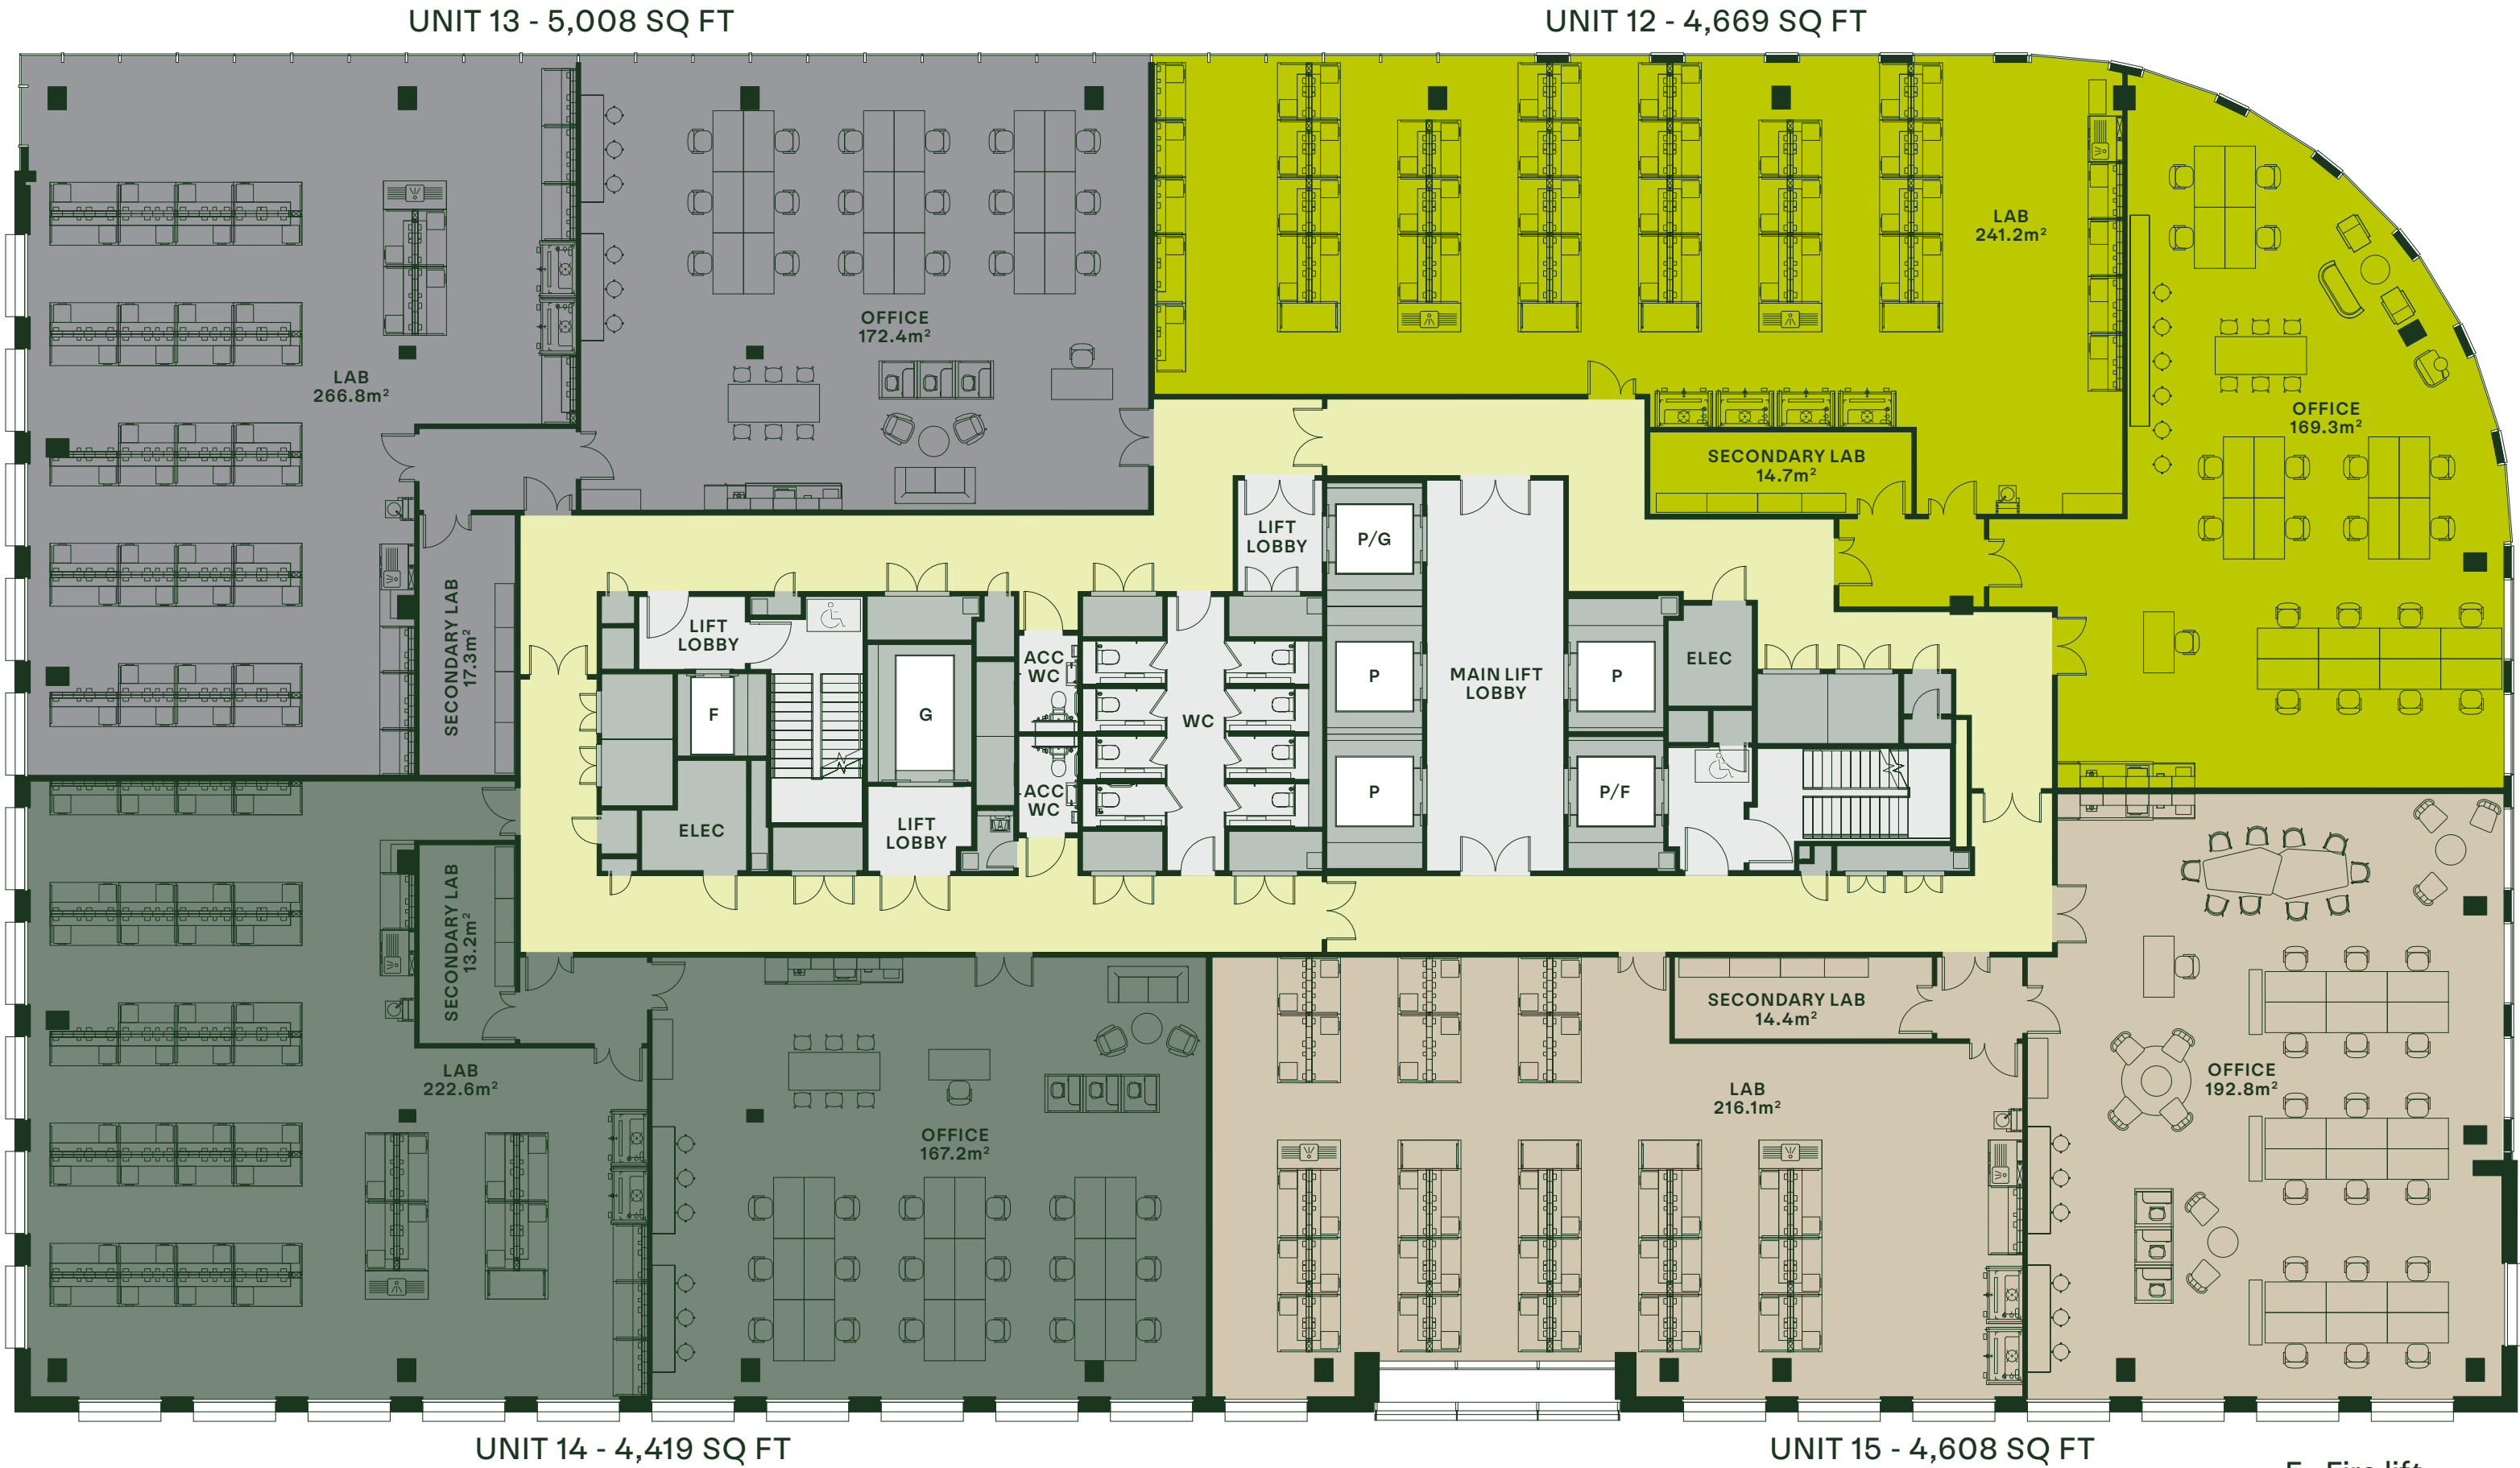 UNIT 13 - 5,008 SQ FT
UNIT 12 - 4,669 SQ FT
LAB
266.8m²
OFFICE
172.4m²
LAB
241.2m²
OFFICE
169.3m²
SECONDARY LAB
14.7m²
SECONDARY LAB
17.3m²
LIFT
LOBBY
P/G
LIFT
LOBBY
ACC
WC
ELEC
F
G
WC
P
MAIN LIFT
LOBBY
P
ACC
WC
P
P/F
ELEC
LIFT
LOBBY
SECONDARY LAB
13.2m²
LAB
222.6m²
OFFICE
167.2m²
SECONDARY LAB
14.4m²
LAB
216.1m²
OFFICE
192.8m²
UNIT 14 - 4,419 SQ FT
UNIT 15 - 4,608 SQ FT